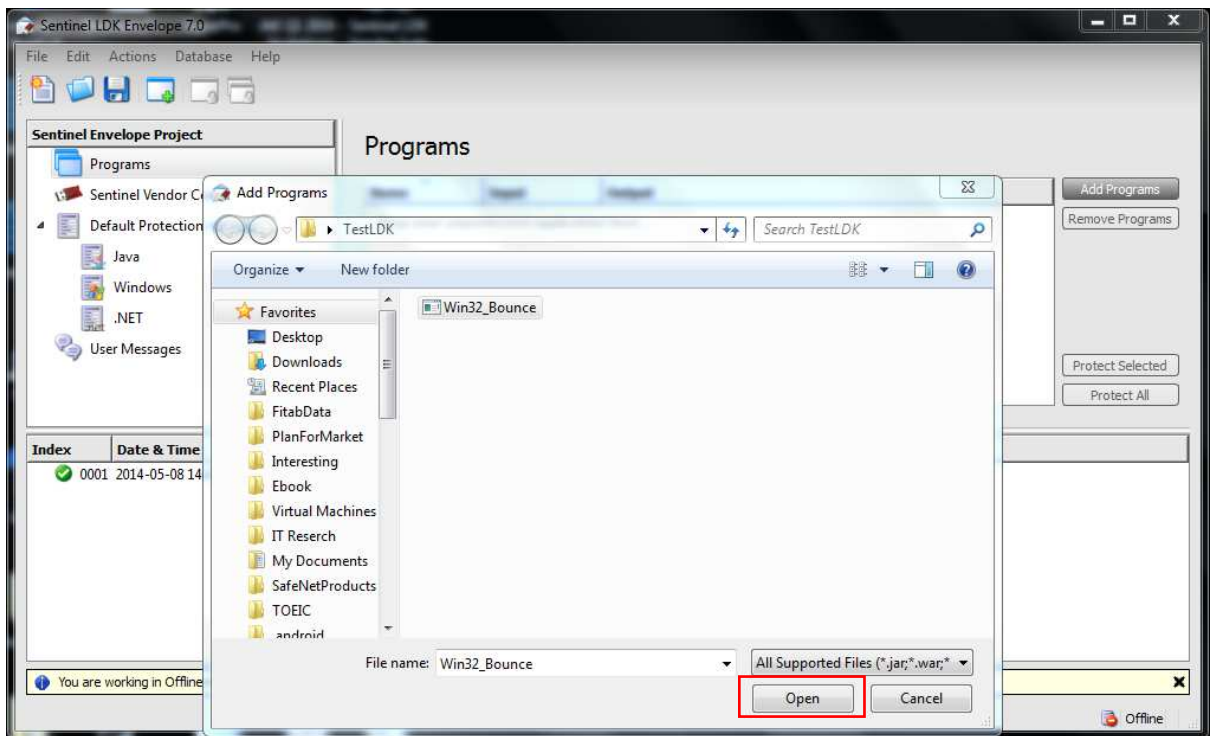 Sentinel LDK Envelope 7.0
File Edit Actions Database Help
Sentinel Envelope Project
Programs
Programs
Sentinel Vendor C
Default Protection
Java
Windows
.NET
User Messages
Add Programs
Remove Programs
Protect Selected
Protect All
Add Programs
TestLDK
Search TestLDK
Organize New folder
Favorites
Desktop
Downloads
Recent Places
FitabData
PlanForMarket
Interesting
Ebook
Virtual Machines
IT Reserch
My Documents
SafeNetProducts
TOEIC
android
Win32_Bounce
File name: Win32_Bounce
All Supported Files (*.jar;*.war;*
Open Cancel
Index Date & Time
0001 2014-05-08 14
You are working in Offline
Offline